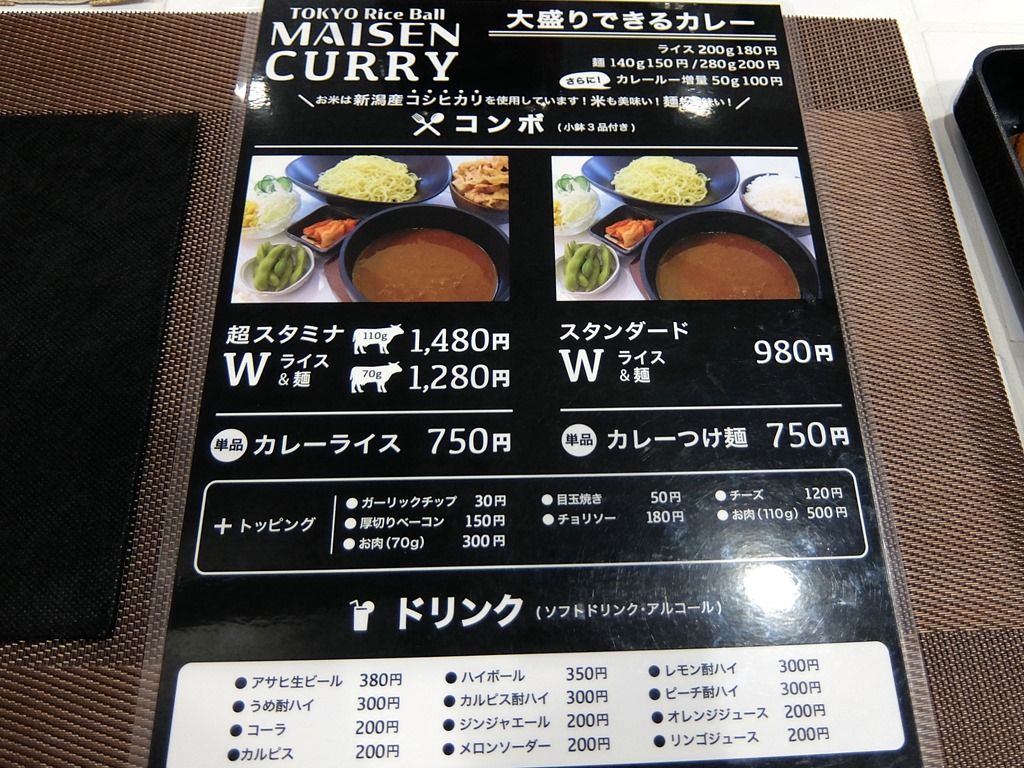 TOKYO Rice Ball
MAISEN
CURRY
大盛りできるカレー
ライス 200g 180円
麺 140g 150円 / 280g 200円
さらに! カレールー増量 50g 100円
\お米は新潟産コシヒカリを使用しています!米も美味い!麺も美味い!/
コンボ (小鉢3品付き)
超スタミナ
W ライス&麺
110g 1,480円
70g 1,280円
スタンダード
W ライス&麺
980円
単品 カレーライス 750円
単品 カレーつけ麺 750円
+トッピング
●ガーリックチップ 30円
●厚切りベーコン 150円
●お肉(70g) 300円
●目玉焼き 50円
●チョリソー 180円
●チーズ 120円
●お肉(110g) 500円
ドリンク (ソフトドリンク・アルコール)
●アサヒ生ビール 380円
●うめ酎ハイ 300円
●コーラ 200円
●カルピス 200円
●ハイボール 350円
●カルピス酎ハイ 300円
●ジンジャエール 200円
●メロンソーダー 200円
●レモン酎ハイ 300円
●ピーチ酎ハイ 300円
●オレンジジュース 200円
●リンゴジュース 200円